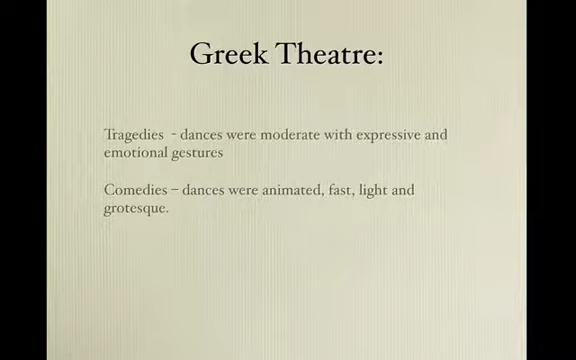 Greek Theatre:
Tragedies - dances were moderate with expressive and
emotional gestures
Comedies – dances were animated, fast, light and
grotesque.